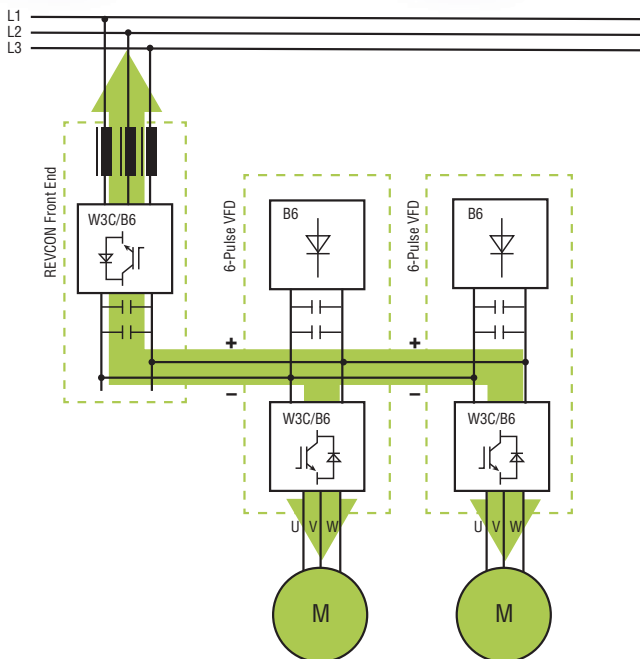 L1
L2
L3
REVCON Front End
W3C/B6
6-Pulse VFD
B6
6-Pulse VFD
B6
+
−
+
−
W3C/B6
W3C/B6
U V W
U V W
M
M